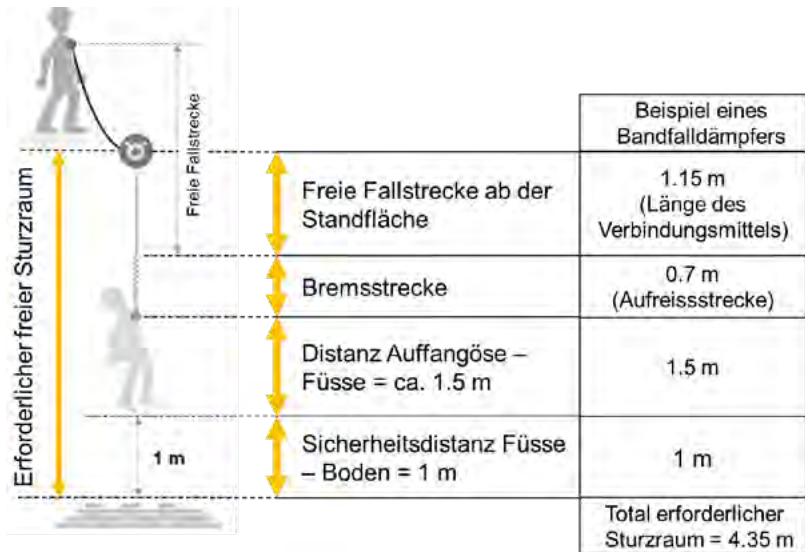 Erforderlicher freier Sturzraum
Freie Fallstrecke
1 m
Beispiel eines
Bandfalldämpfers
Freie Fallstrecke ab der
Standfläche
1.15 m
(Länge des
Verbindungsmittels)
Bremsstrecke
0.7 m
(Aufreissstrecke)
Distanz Auffangöse –
Füsse = ca. 1.5 m
1.5 m
Sicherheitsdistanz Füsse
– Boden = 1 m
1 m
Total erforderlicher
Sturzraum = 4.35 m